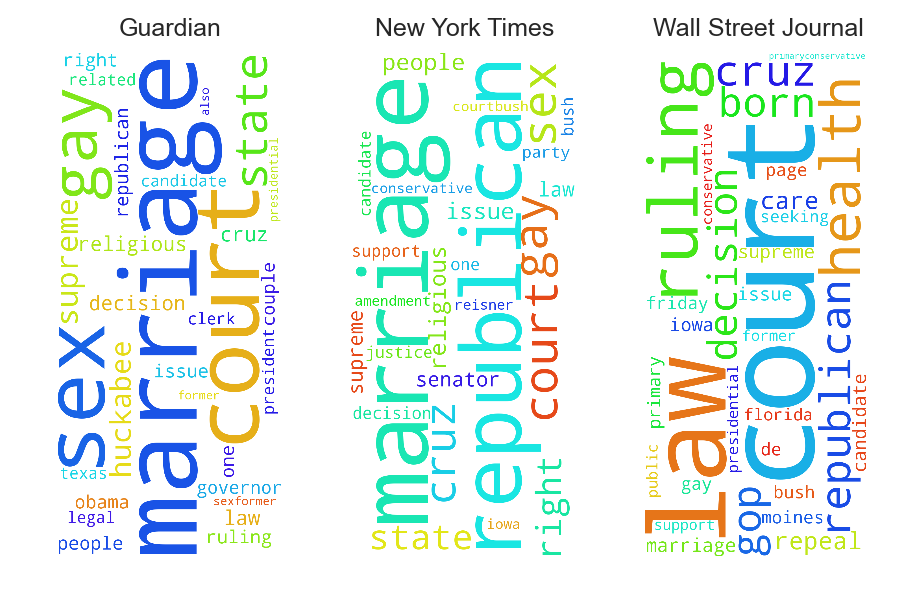 Guardian
right
related
gay
republican
marriage
also
state
presidential
candidate
supreme
religious
court
cruz
decision
clerk
couple
sex
huckabee
issue
former
president
texas
one
governor
sexformer
obama
law
legal
ruling
people
New York Times
people
marriage
republican
courtbush
sex
bush
candidate
party
conservative
law
issue
gay
support
religious
one
amendment
reisner
court
supreme
justice
senator
decision
cruz
right
state
iowa
Wall Street Journal
primaryconservative
ruling
cruz
born
health
conservative
court
page
decision
care
seeking
supreme
friday
issue
republican
iowa
former
primary
law
presidential
florida
candidate
public
de
gay
gop
bush
support
moines
marriage
repeal